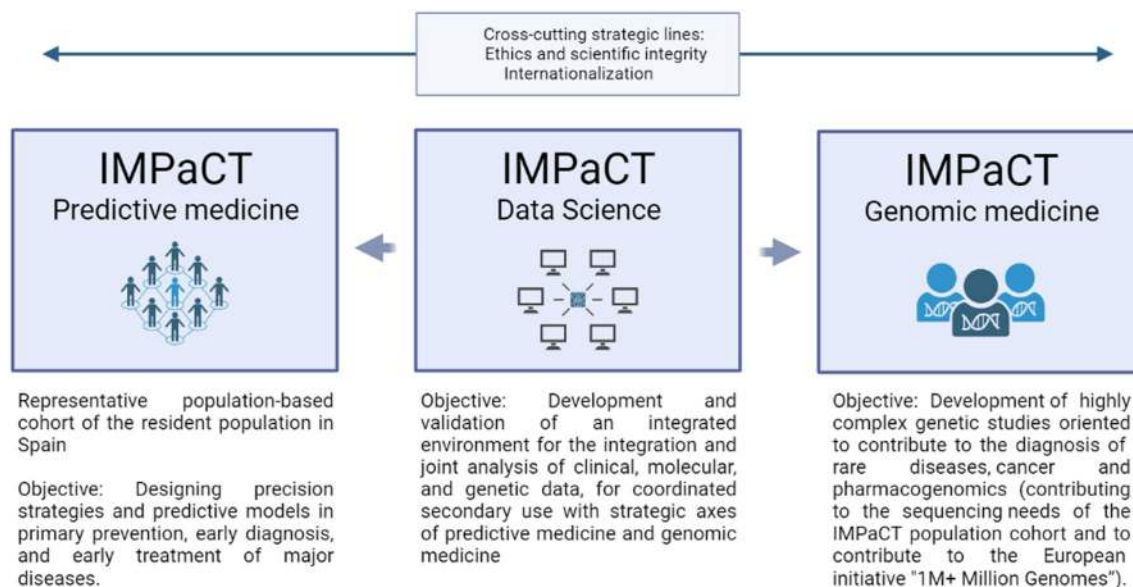 Cross-cutting strategic lines:
Ethics and scientific integrity
Internationalization
IMPaCT
Predictive medicine
Representative population-based
cohort of the resident population in
Spain
Objective: Designing precision
strategies and predictive models in
primary prevention, early diagnosis,
and early treatment of major
diseases.
IMPaCT
Data Science
Objective: Development and
validation of an integrated
environment for the integration and
joint analysis of clinical, molecular,
and genetic data, for coordinated
secondary use with strategic axes
of predictive medicine and genomic
medicine
IMPaCT
Genomic medicine
Objective: Development of highly
complex genetic studies oriented
to contribute to the diagnosis of
rare diseases, cancer and
pharmacogenomics (contributing
to the sequencing needs of the
IMPaCT population cohort and to
contribute to the European
initiative "1M+ Million Genomes").